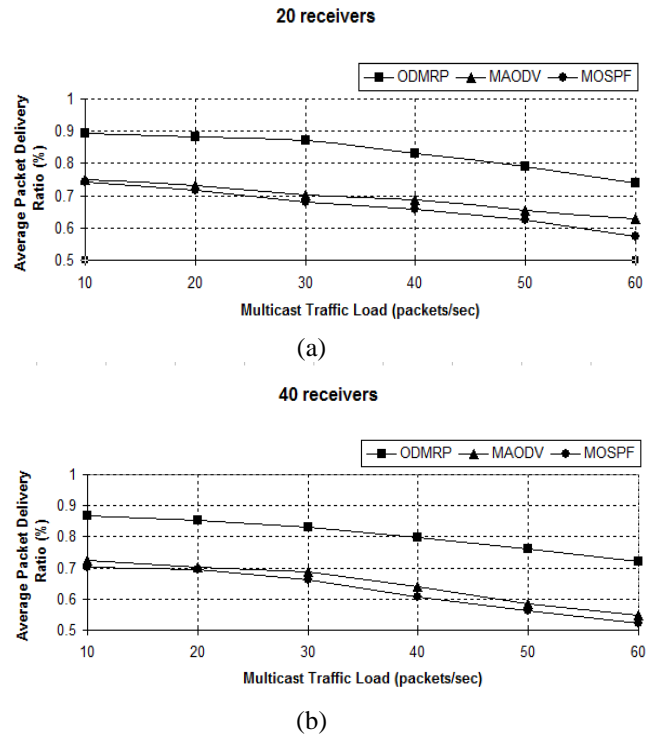 20 receivers
ODMRP MAODV MOSPF
Average Packet Delivery
Ratio (%)
1
0.9
0.8
0.7
0.6
0.5
10 20 30 40 50 60
Multicast Traffic Load (packets/sec)
(a)
40 receivers
ODMRP MAODV MOSPF
Average Packet Delivery
Ratio (%)
1
0.9
0.8
0.7
0.6
0.5
10 20 30 40 50 60
Multicast Traffic Load (packets/sec)
(b)